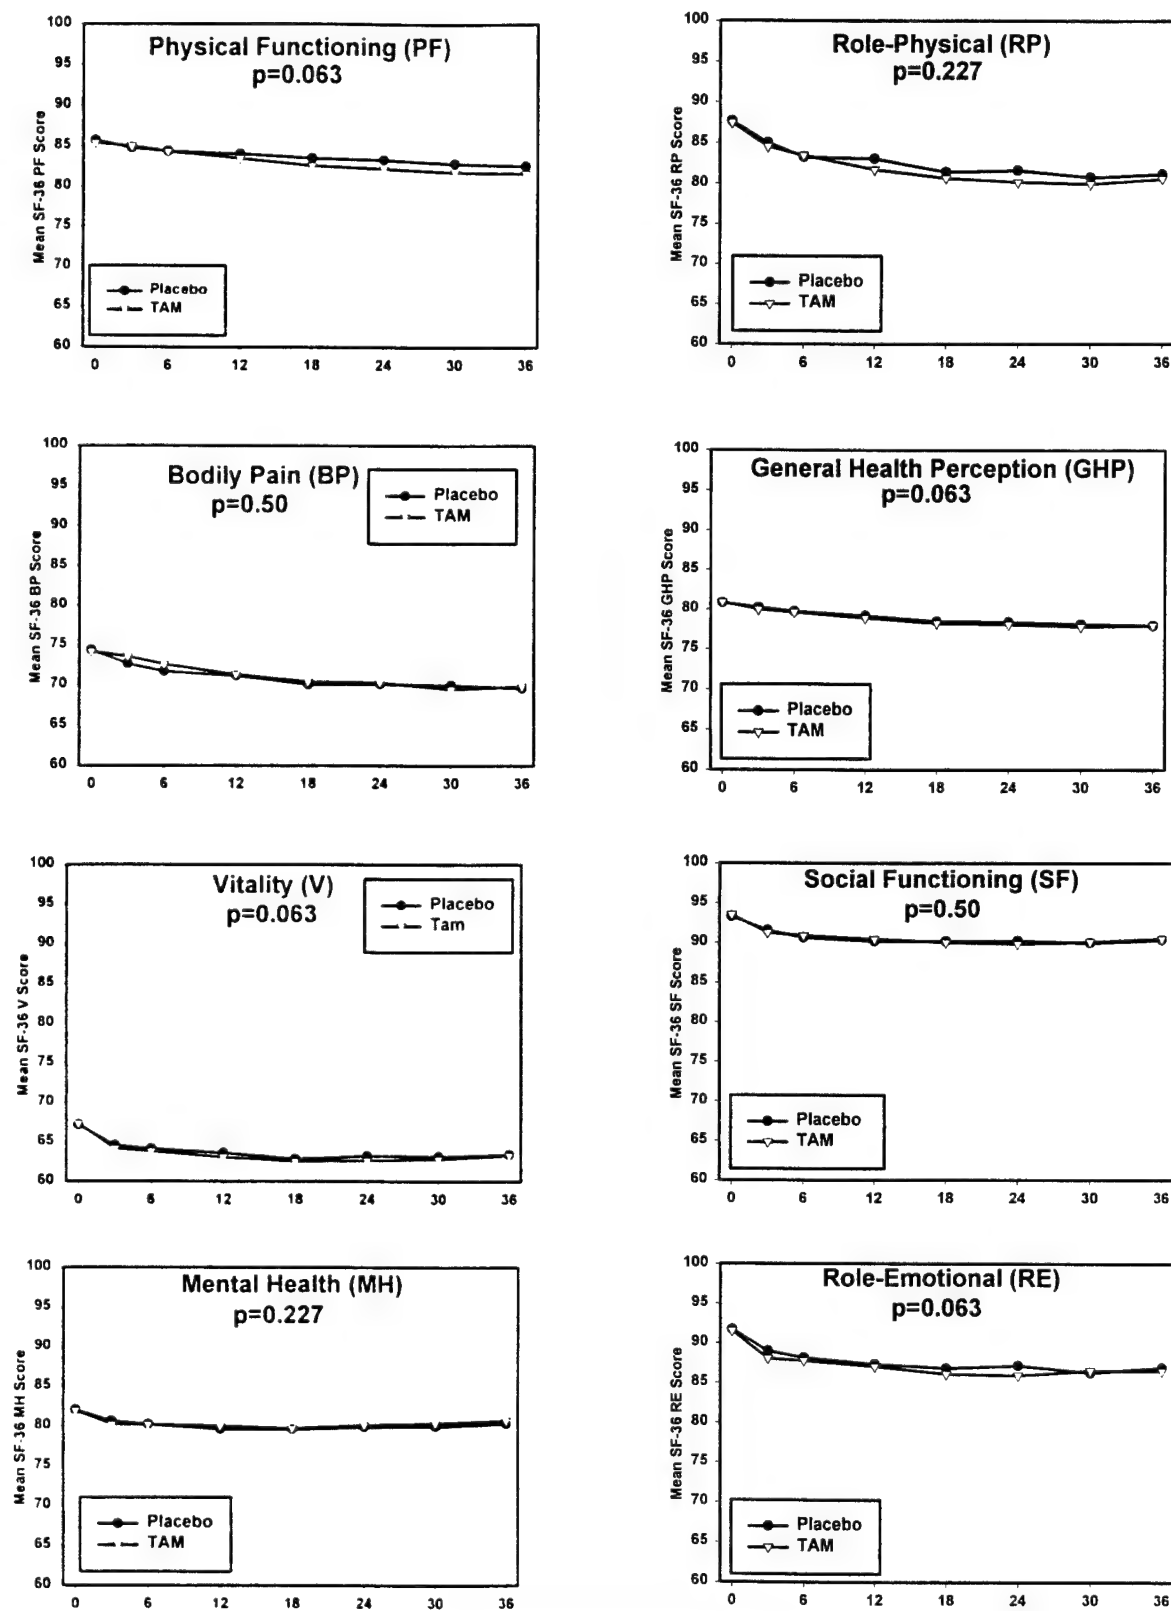 Physical Functioning (PF)
p=0.063
Mean SF-36 PF Score
100
95
90
85
80
75
70
65
60
Placebo
TAM
0 6 12 18 24 30 36
Role-Physical (RP)
p=0.227
Mean SF-36 RP Score
100
95
90
85
80
75
70
65
60
Placebo
TAM
0 6 12 18 24 30 36
Bodily Pain (BP)
p=0.50
Mean SF-36 BP Score
100
95
90
85
80
75
70
65
60
Placebo
TAM
0 6 12 18 24 30 36
General Health Perception (GHP)
p=0.063
Mean SF-36 GHP Score
100
95
90
85
80
75
70
65
60
Placebo
TAM
0 6 12 18 24 30 36
Vitality (V)
p=0.063
Mean SF-36 V Score
100
95
90
85
80
75
70
65
60
Placebo
Tam
0 6 12 18 24 30 36
Social Functioning (SF)
p=0.50
Mean SF-36 SF Score
100
95
90
85
80
75
70
65
60
Placebo
TAM
0 6 12 18 24 30 36
Mental Health (MH)
p=0.227
Mean SF-36 MH Score
100
95
90
85
80
75
70
65
60
Placebo
TAM
0 6 12 18 24 30 36
Role-Emotional (RE)
p=0.063
Mean SF-36 RE Score
100
95
90
85
80
75
70
65
60
Placebo
TAM
0 6 12 18 24 30 36